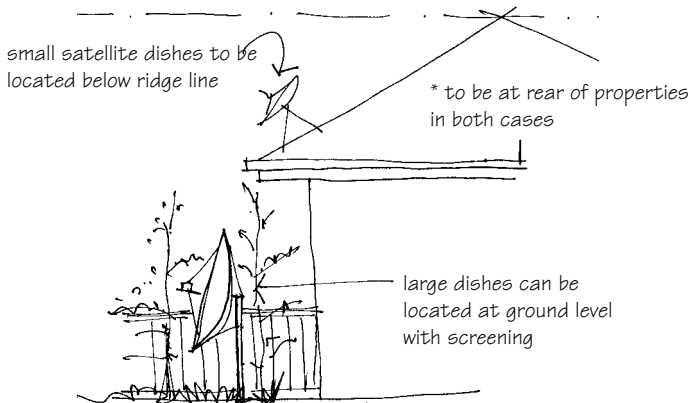 small satellite dishes to be
located below ridge line
* to be at rear of properties
in both cases
large dishes can be
located at ground level
with screening